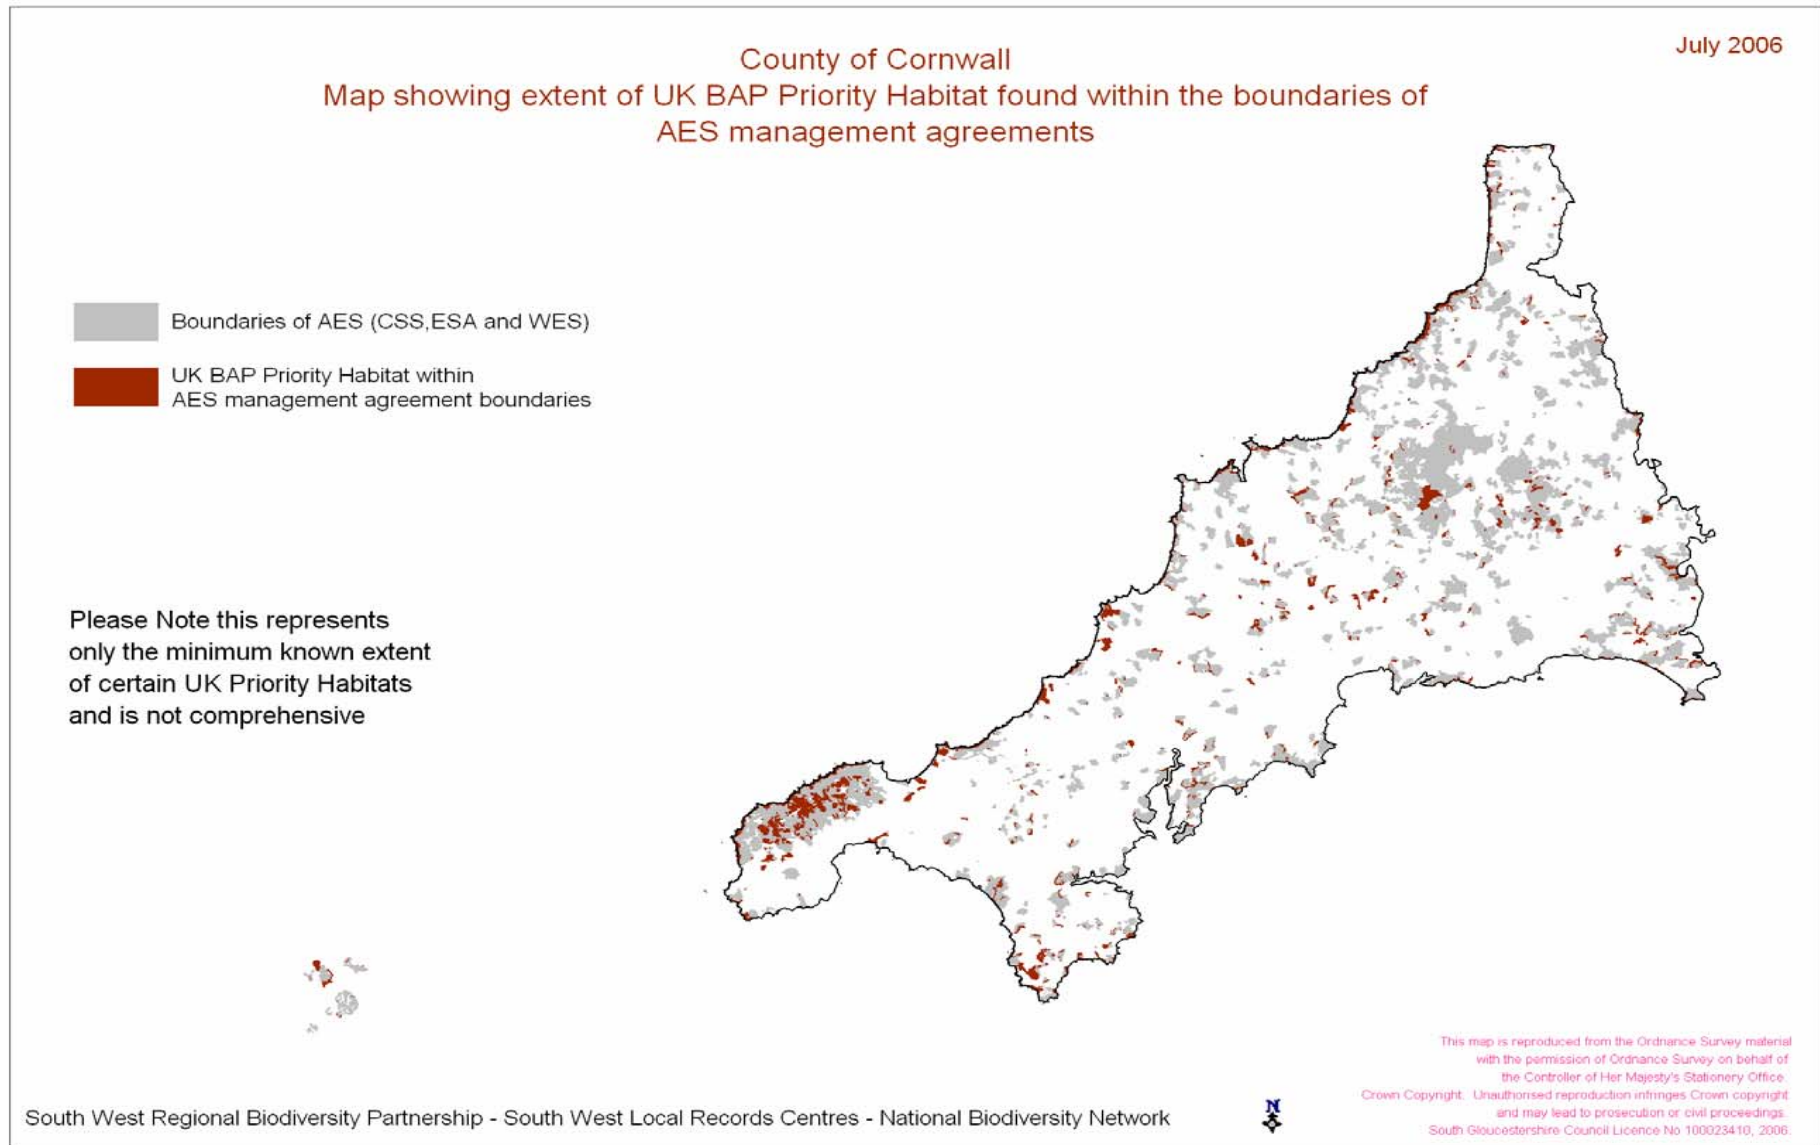 July 2006
County of Cornwall
Map showing extent of UK BAP Priority Habitat found within the boundaries of
AES management agreements
Boundaries of AES (CSS,ESA and WES)
UK BAP Priority Habitat within
AES management agreement boundaries
Please Note this represents
only the minimum known extent
of certain UK Priority Habitats
and is not comprehensive
This map is reproduced from the Ordnance Survey material
with the permission of Ordnance Survey on behalf of
the Controller of Her Majesty's Stationery Office.
Crown Copyright. Unauthorised reproduction infringes Crown copyright
and may lead to prosecution or civil proceedings.
South Gloucestershire Council Licence No 100023410, 2006.
South West Regional Biodiversity Partnership - South West Local Records Centres - National Biodiversity Network
N